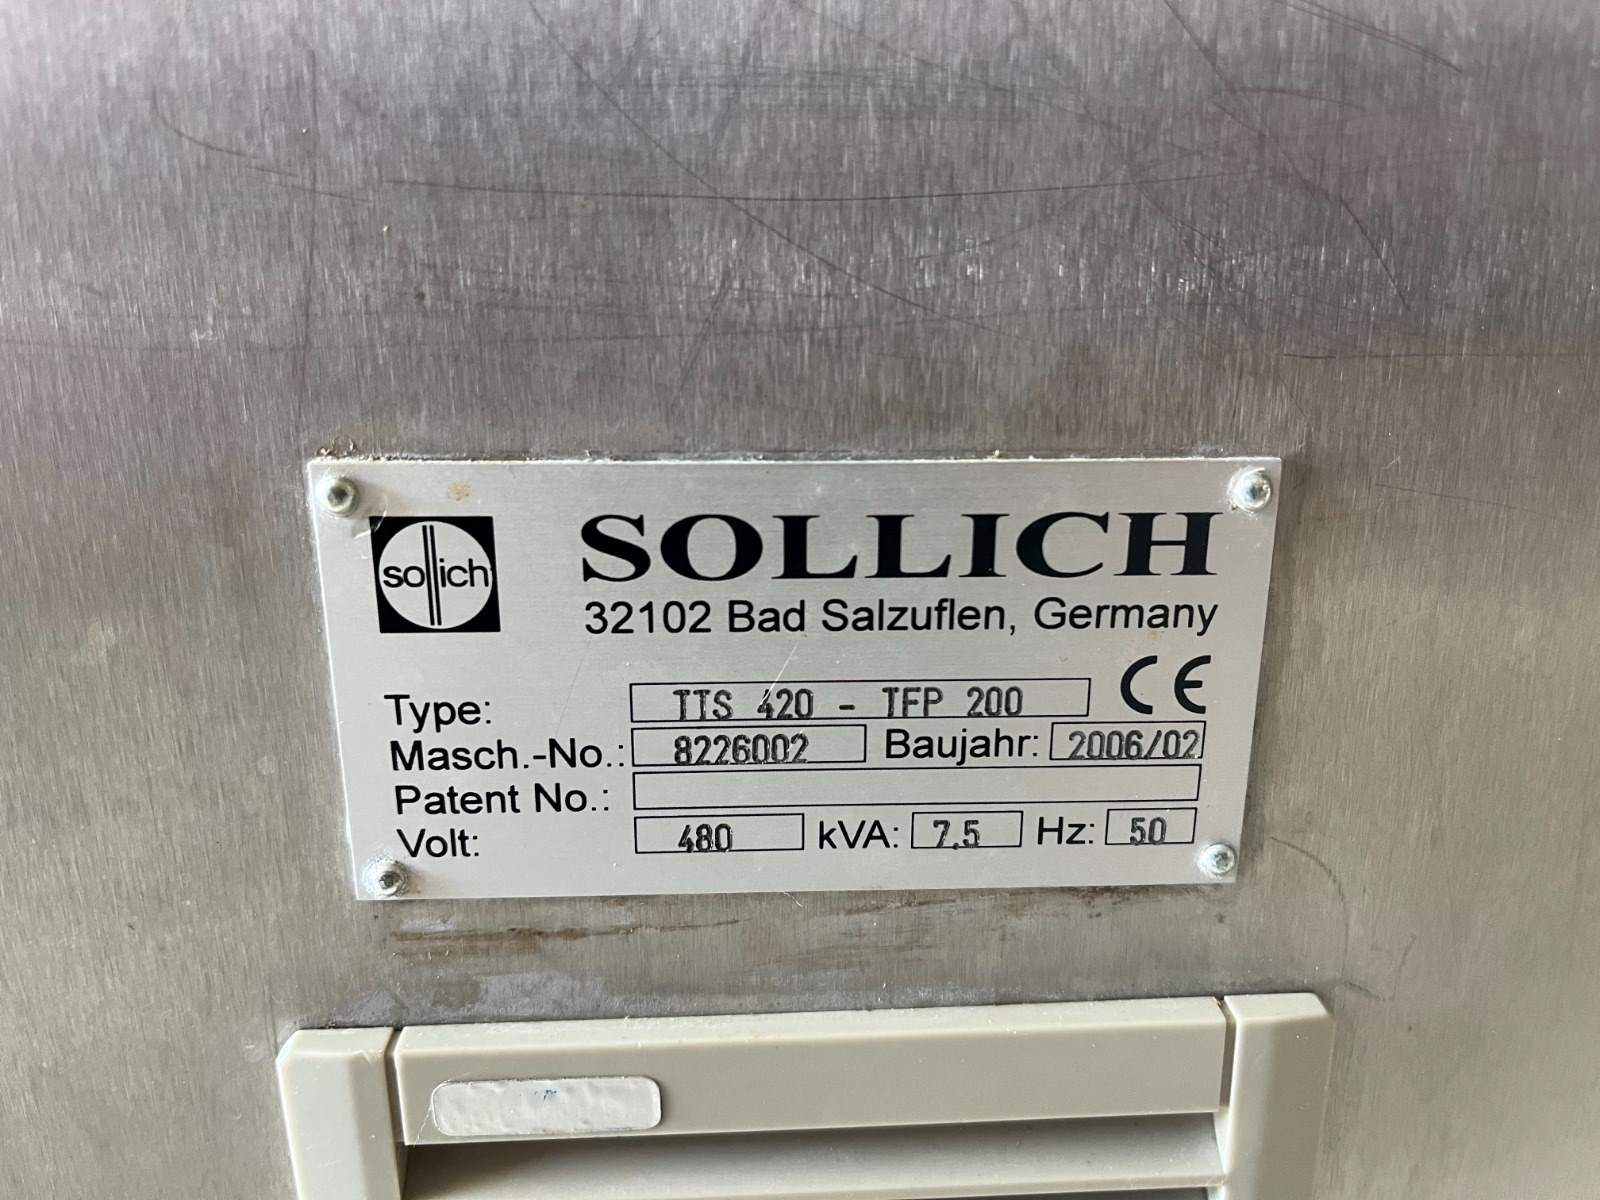 sollich
SOLLICH
32102 Bad Salzuflen, Germany
Type: TTS 420 - TFP 200 CE
Masch.-No.: 8226002 Baujahr: 2006/02
Patent No.:
Volt: 480 kVA: 7.5 Hz: 50